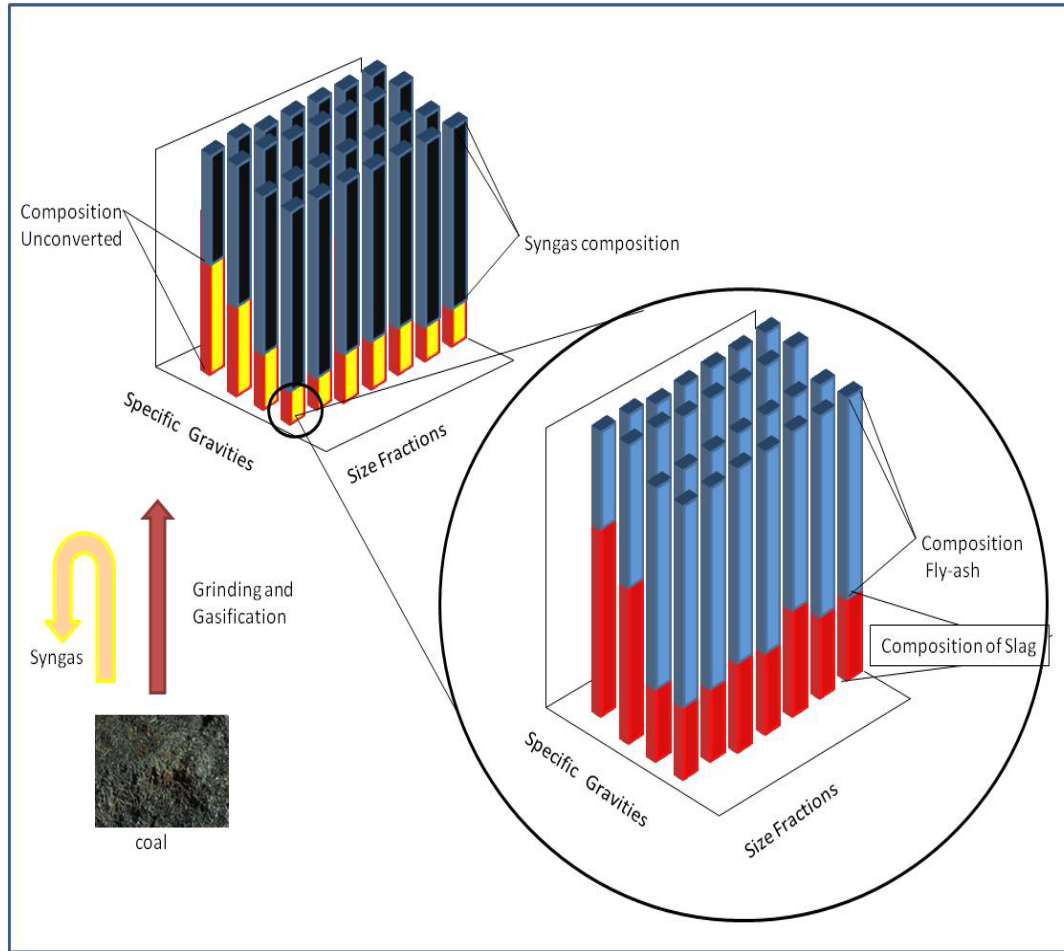 Composition
Unconverted
Syngas composition
Specific Gravities
Size Fractions
Grinding and
Gasification
Syngas
coal
Composition
Fly-ash
Composition of Slag
Specific Gravities
Size Fractions